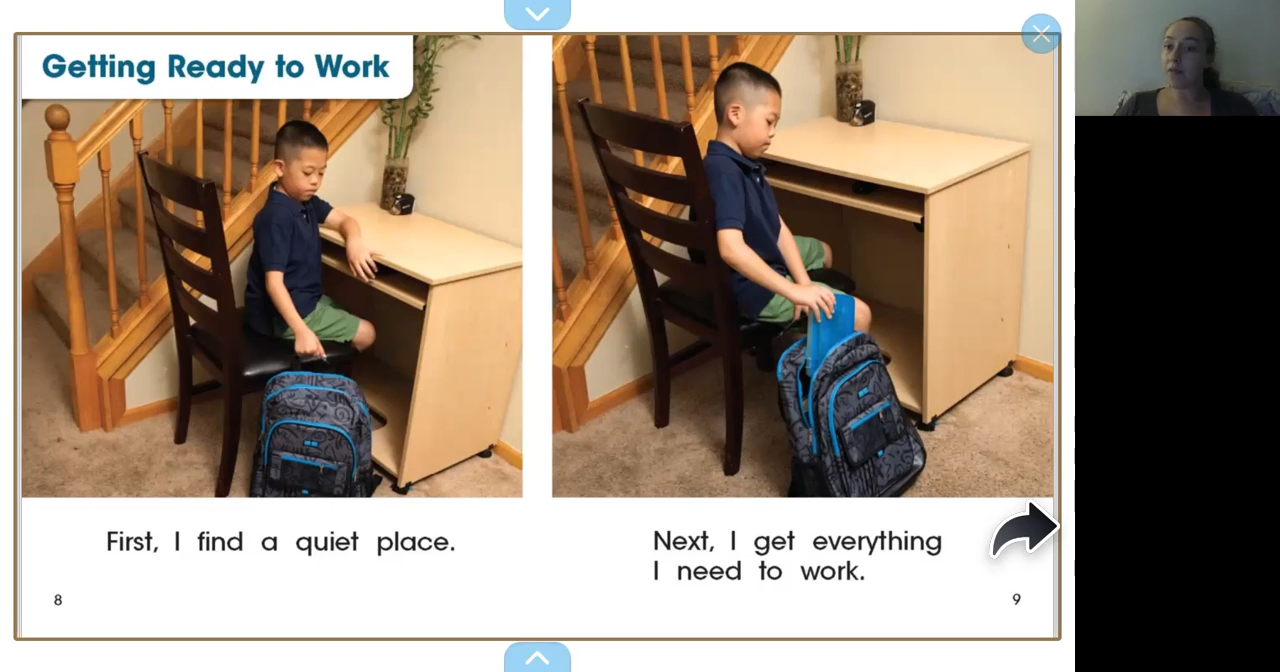 Getting Ready to Work
First, I find a quiet place.
8
Next, I get everything
I need to work.
9